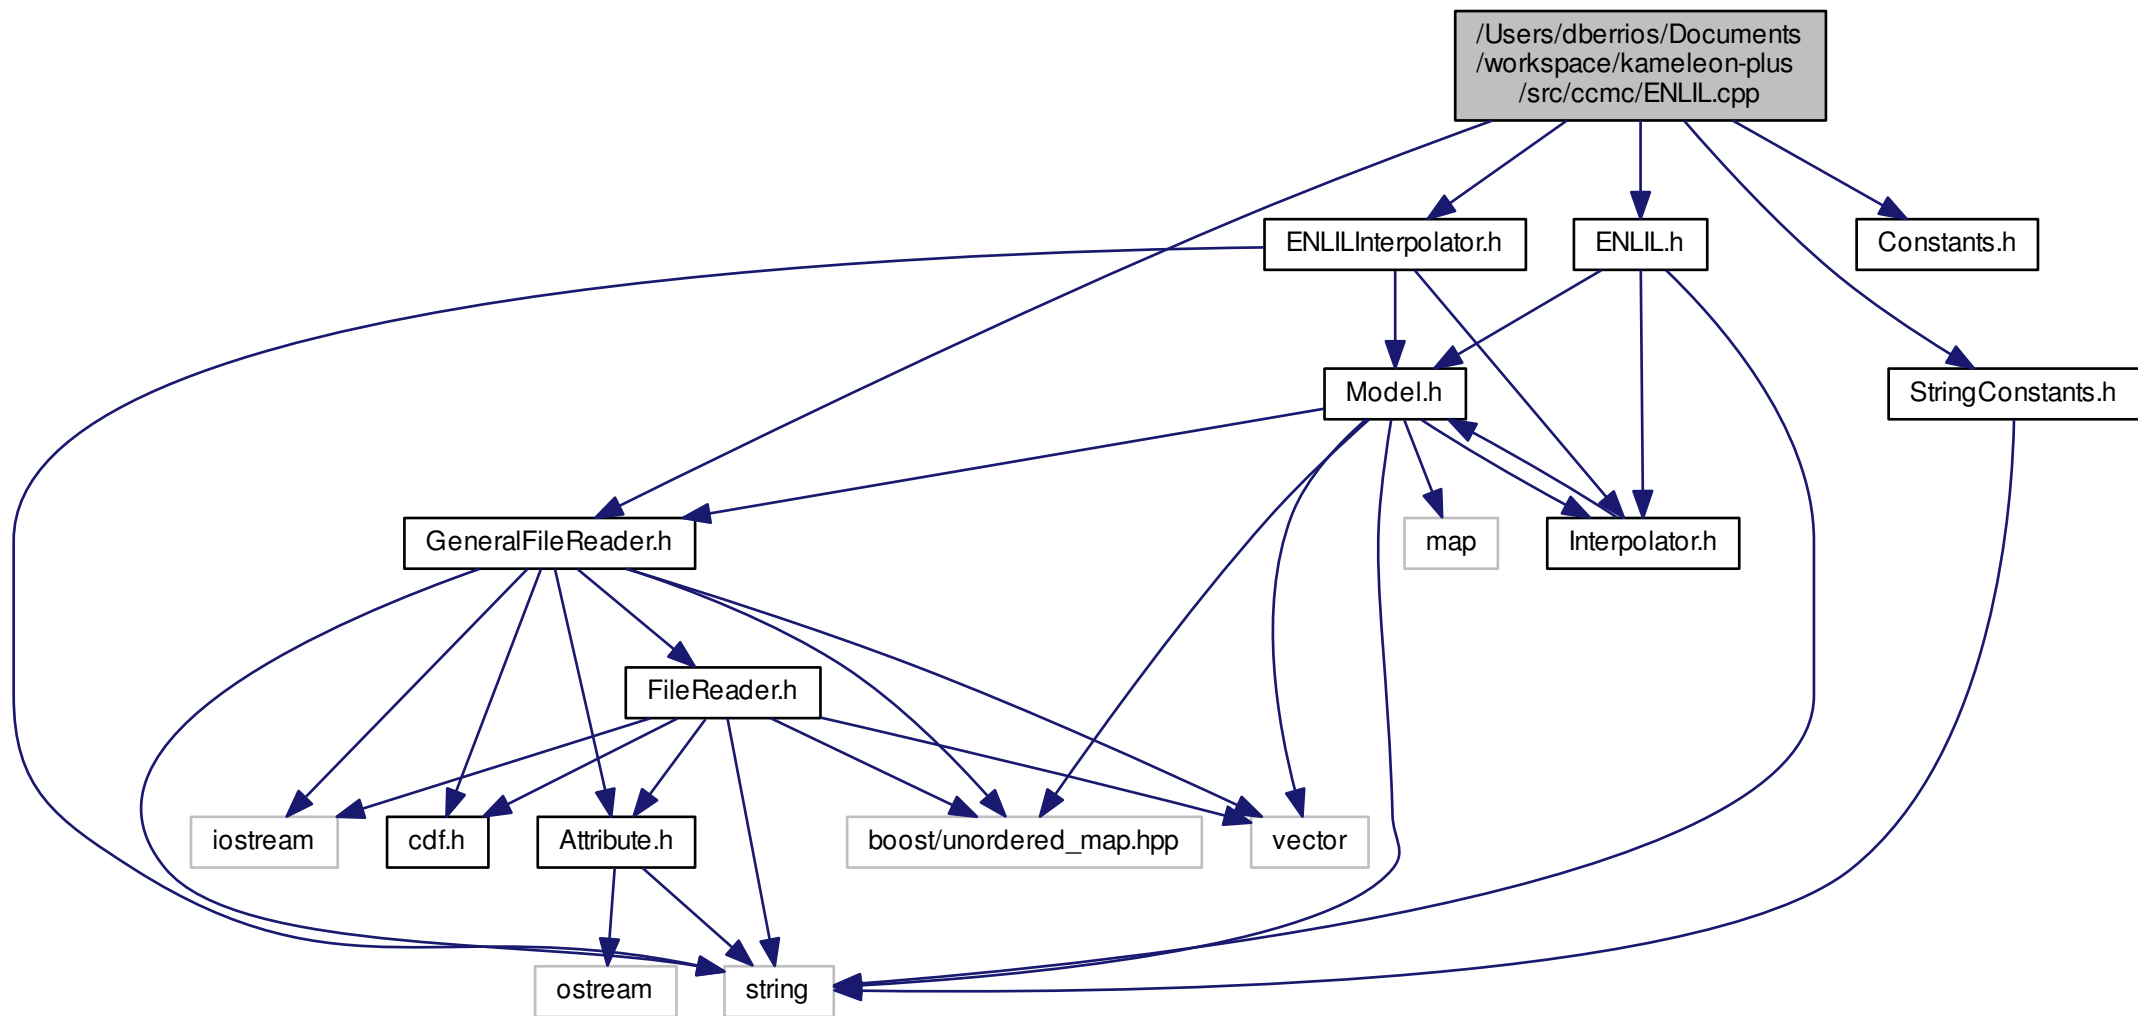 /Users/dberrios/Documents
/workspace/kameleon-plus
/src/ccmc/ENLIL.cpp
ENLILInterpolator.h
ENLIL.h
Constants.h
Model.h
StringConstants.h
GeneralFileReader.h
map
Interpolator.h
FileReader.h
iostream
cdf.h
Attribute.h
boost/unordered_map.hpp
vector
ostream
string